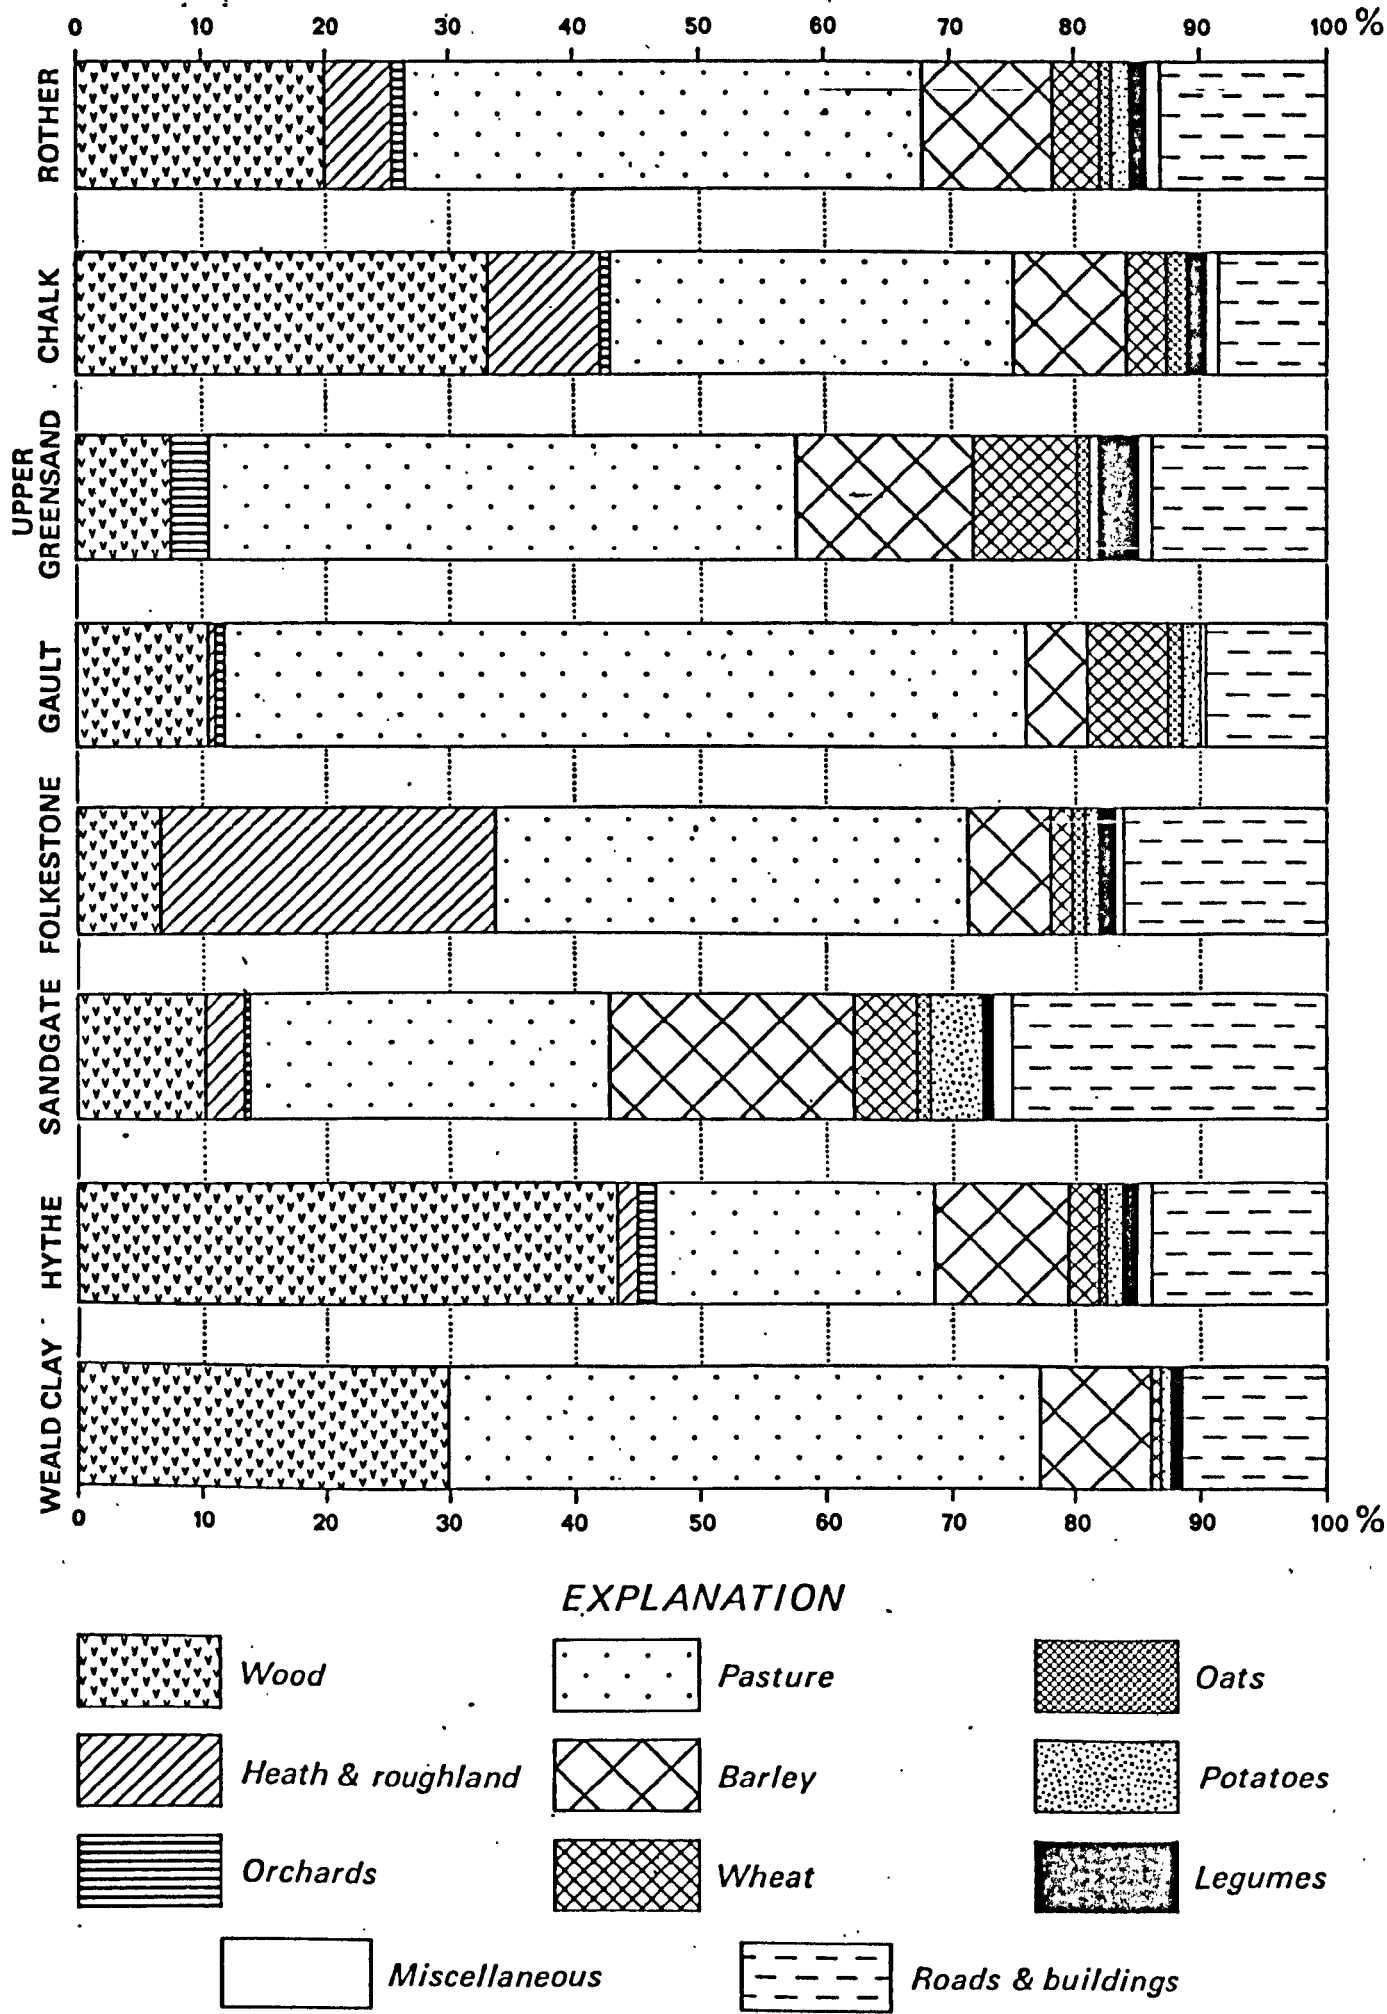 0 10 20 30 40 50 60 70 80 90 100 %
ROTHER
CHALK
UPPER
GREENSAND
GAULT
FOLKESTONE
SANDGATE
HYTHE
WEALD CLAY
0 10 20 30 40 50 60 70 80 90 100 %
EXPLANATION
Wood Pasture Oats
Heath & roughland Barley Potatoes
Orchards Wheat Legumes
Miscellaneous Roads & buildings